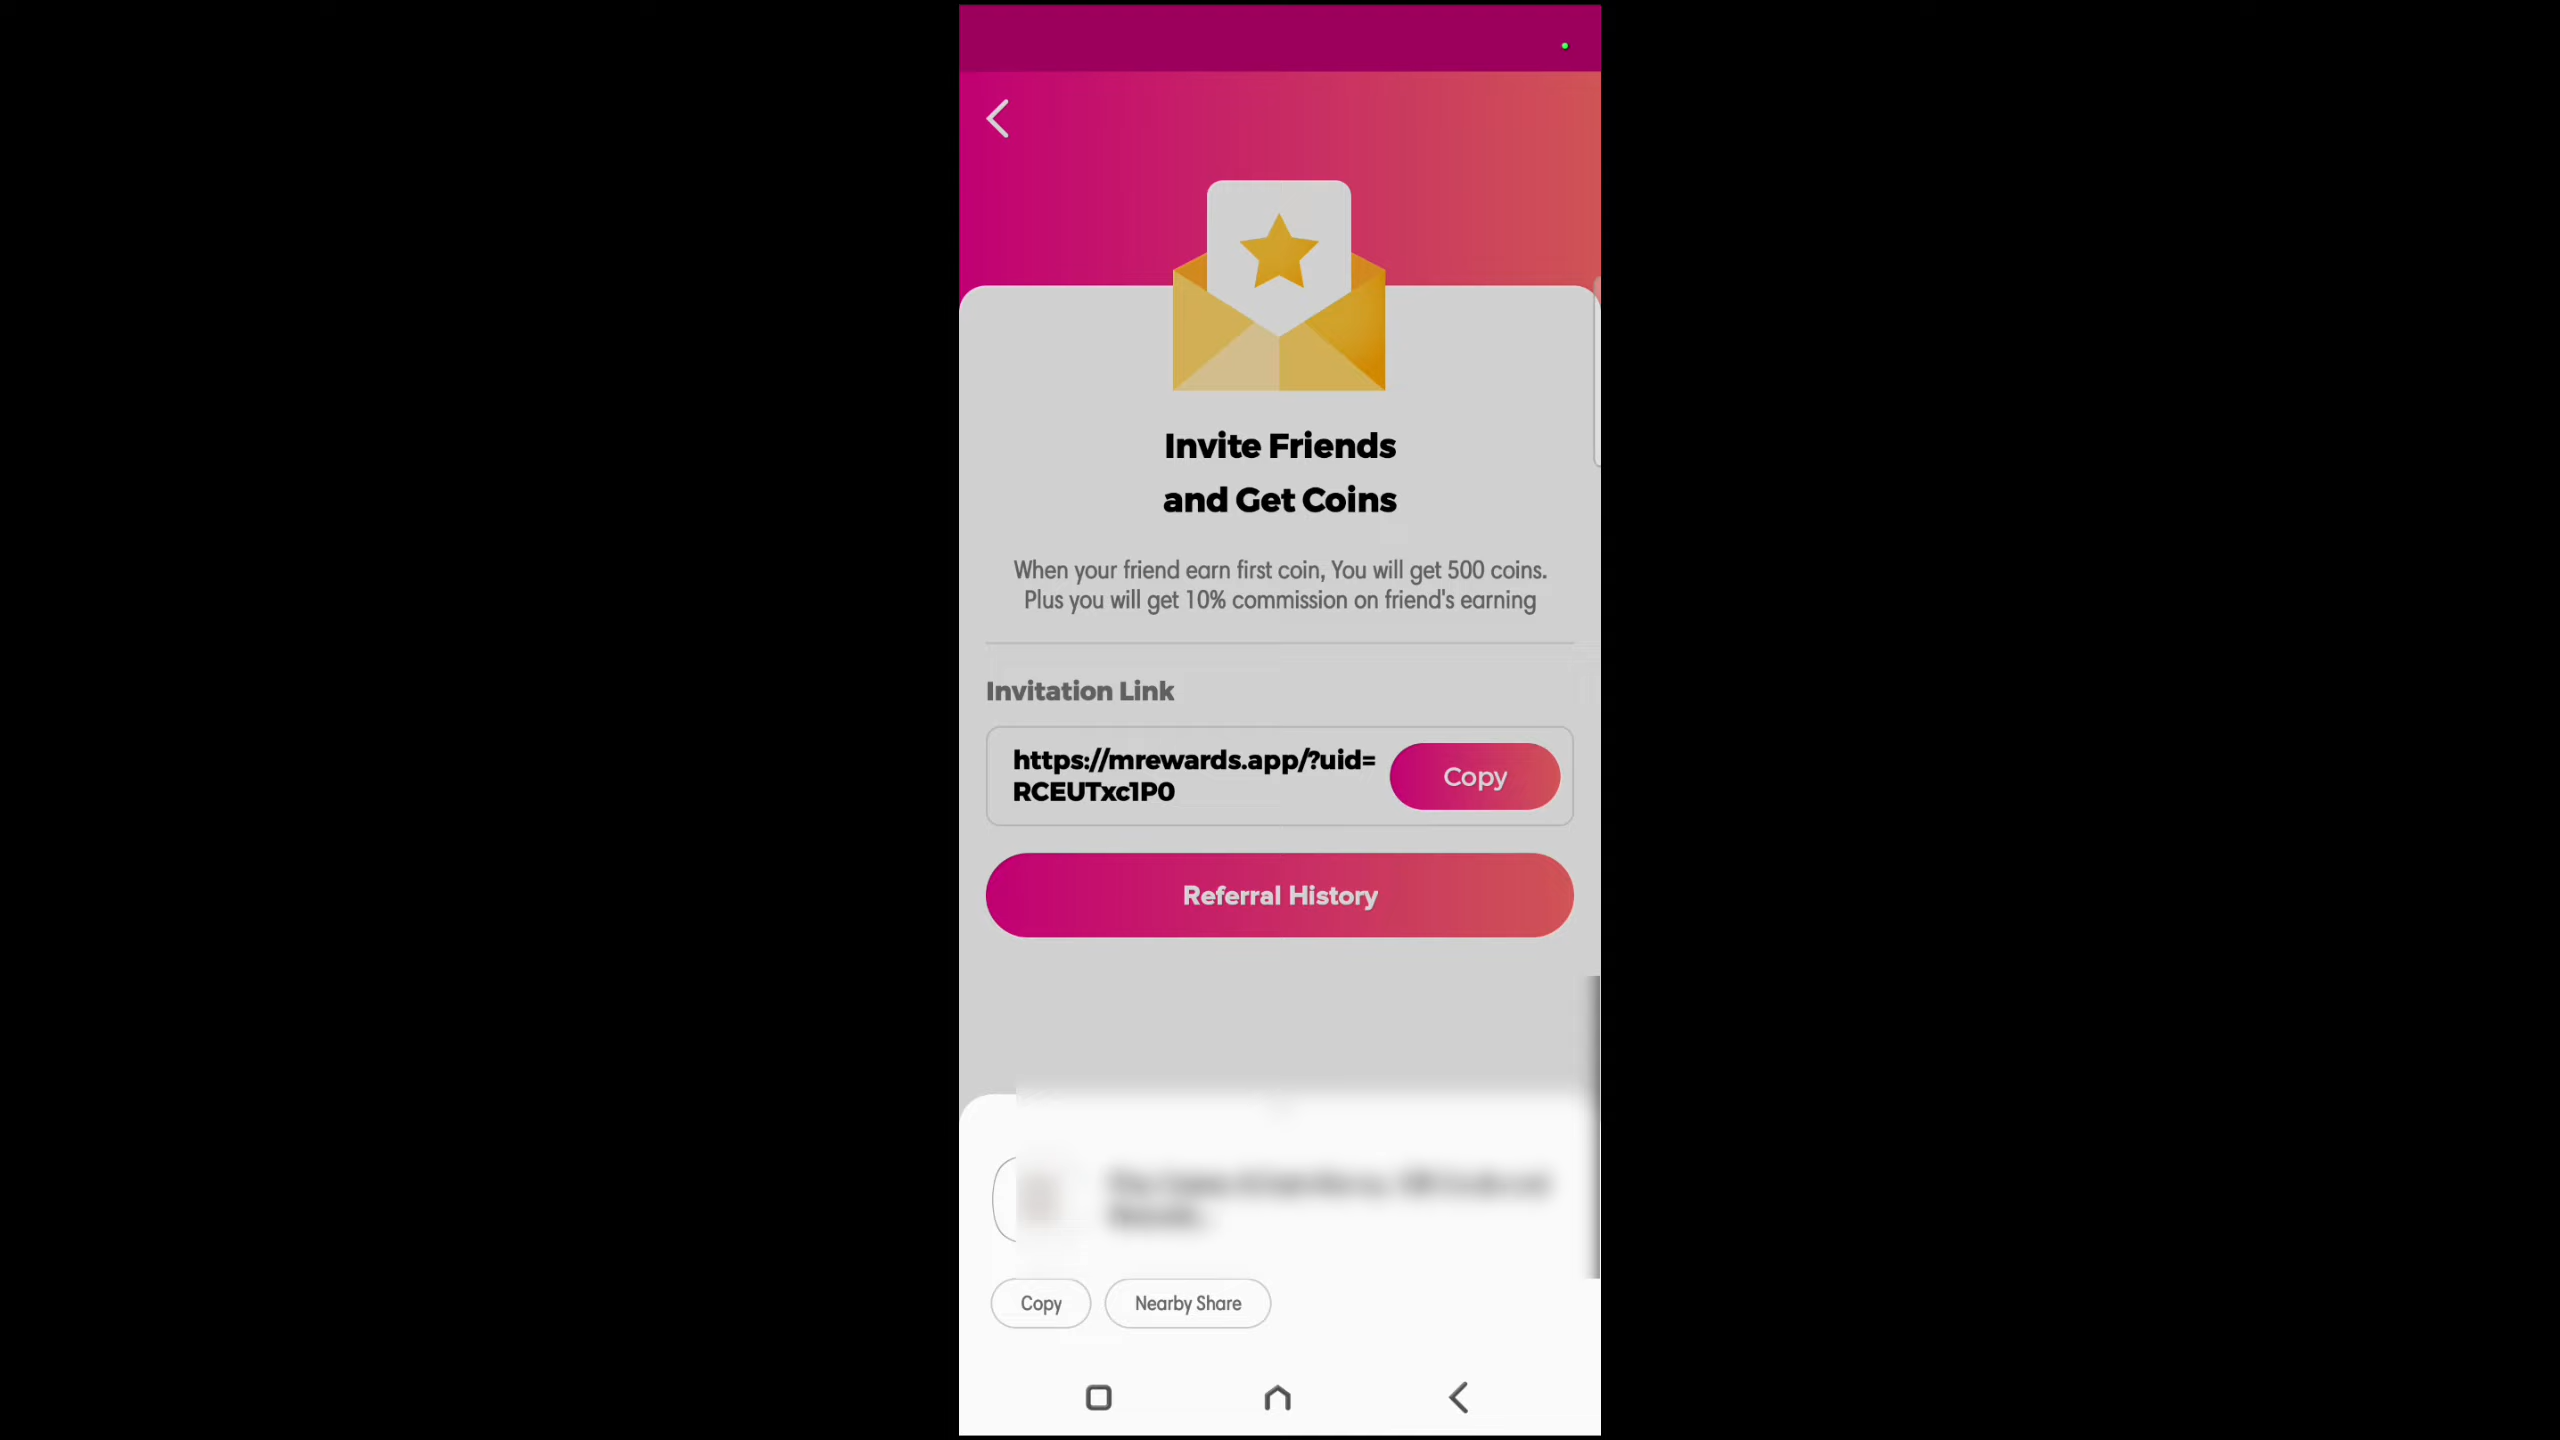 Invite Friends
and Get Coins
When your friend earn first coin, You will get 500 coins.
Plus you will get 10% commission on friend's earning
Invitation Link
https://mrewards.app/?uid=
RCEUTxc1P0
Copy
Referral History
Copy
Nearby Share